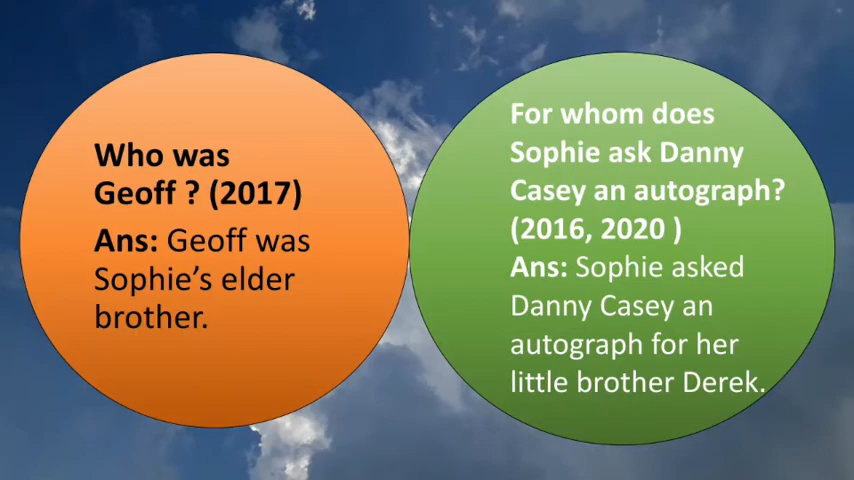 Who was
Geoff ? (2017)
Ans: Geoff was
Sophie’s elder
brother.
For whom does
Sophie ask Danny
Casey an autograph?
(2016, 2020 )
Ans: Sophie asked
Danny Casey an
autograph for her
little brother Derek.